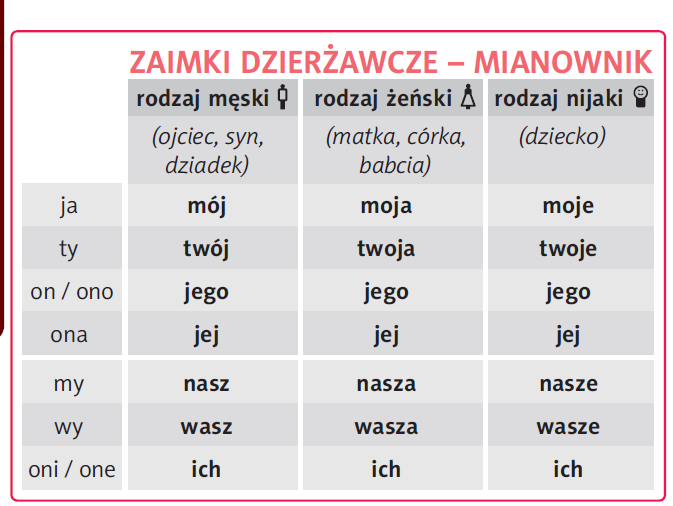 ZAIMKI DZIERŻAWCZE – MIANOWNIK
rodzaj męski rodzaj żeński rodzaj nijaki
(ojciec, syn, dziadek) (matka, córka, babcia) (dziecko)
ja mój moja moje
ty twój twoja twoje
on / ono jego jego jego
ona jej jej jej
my nasz nasza nasze
wy wasz wasza wasze
oni / one ich ich ich